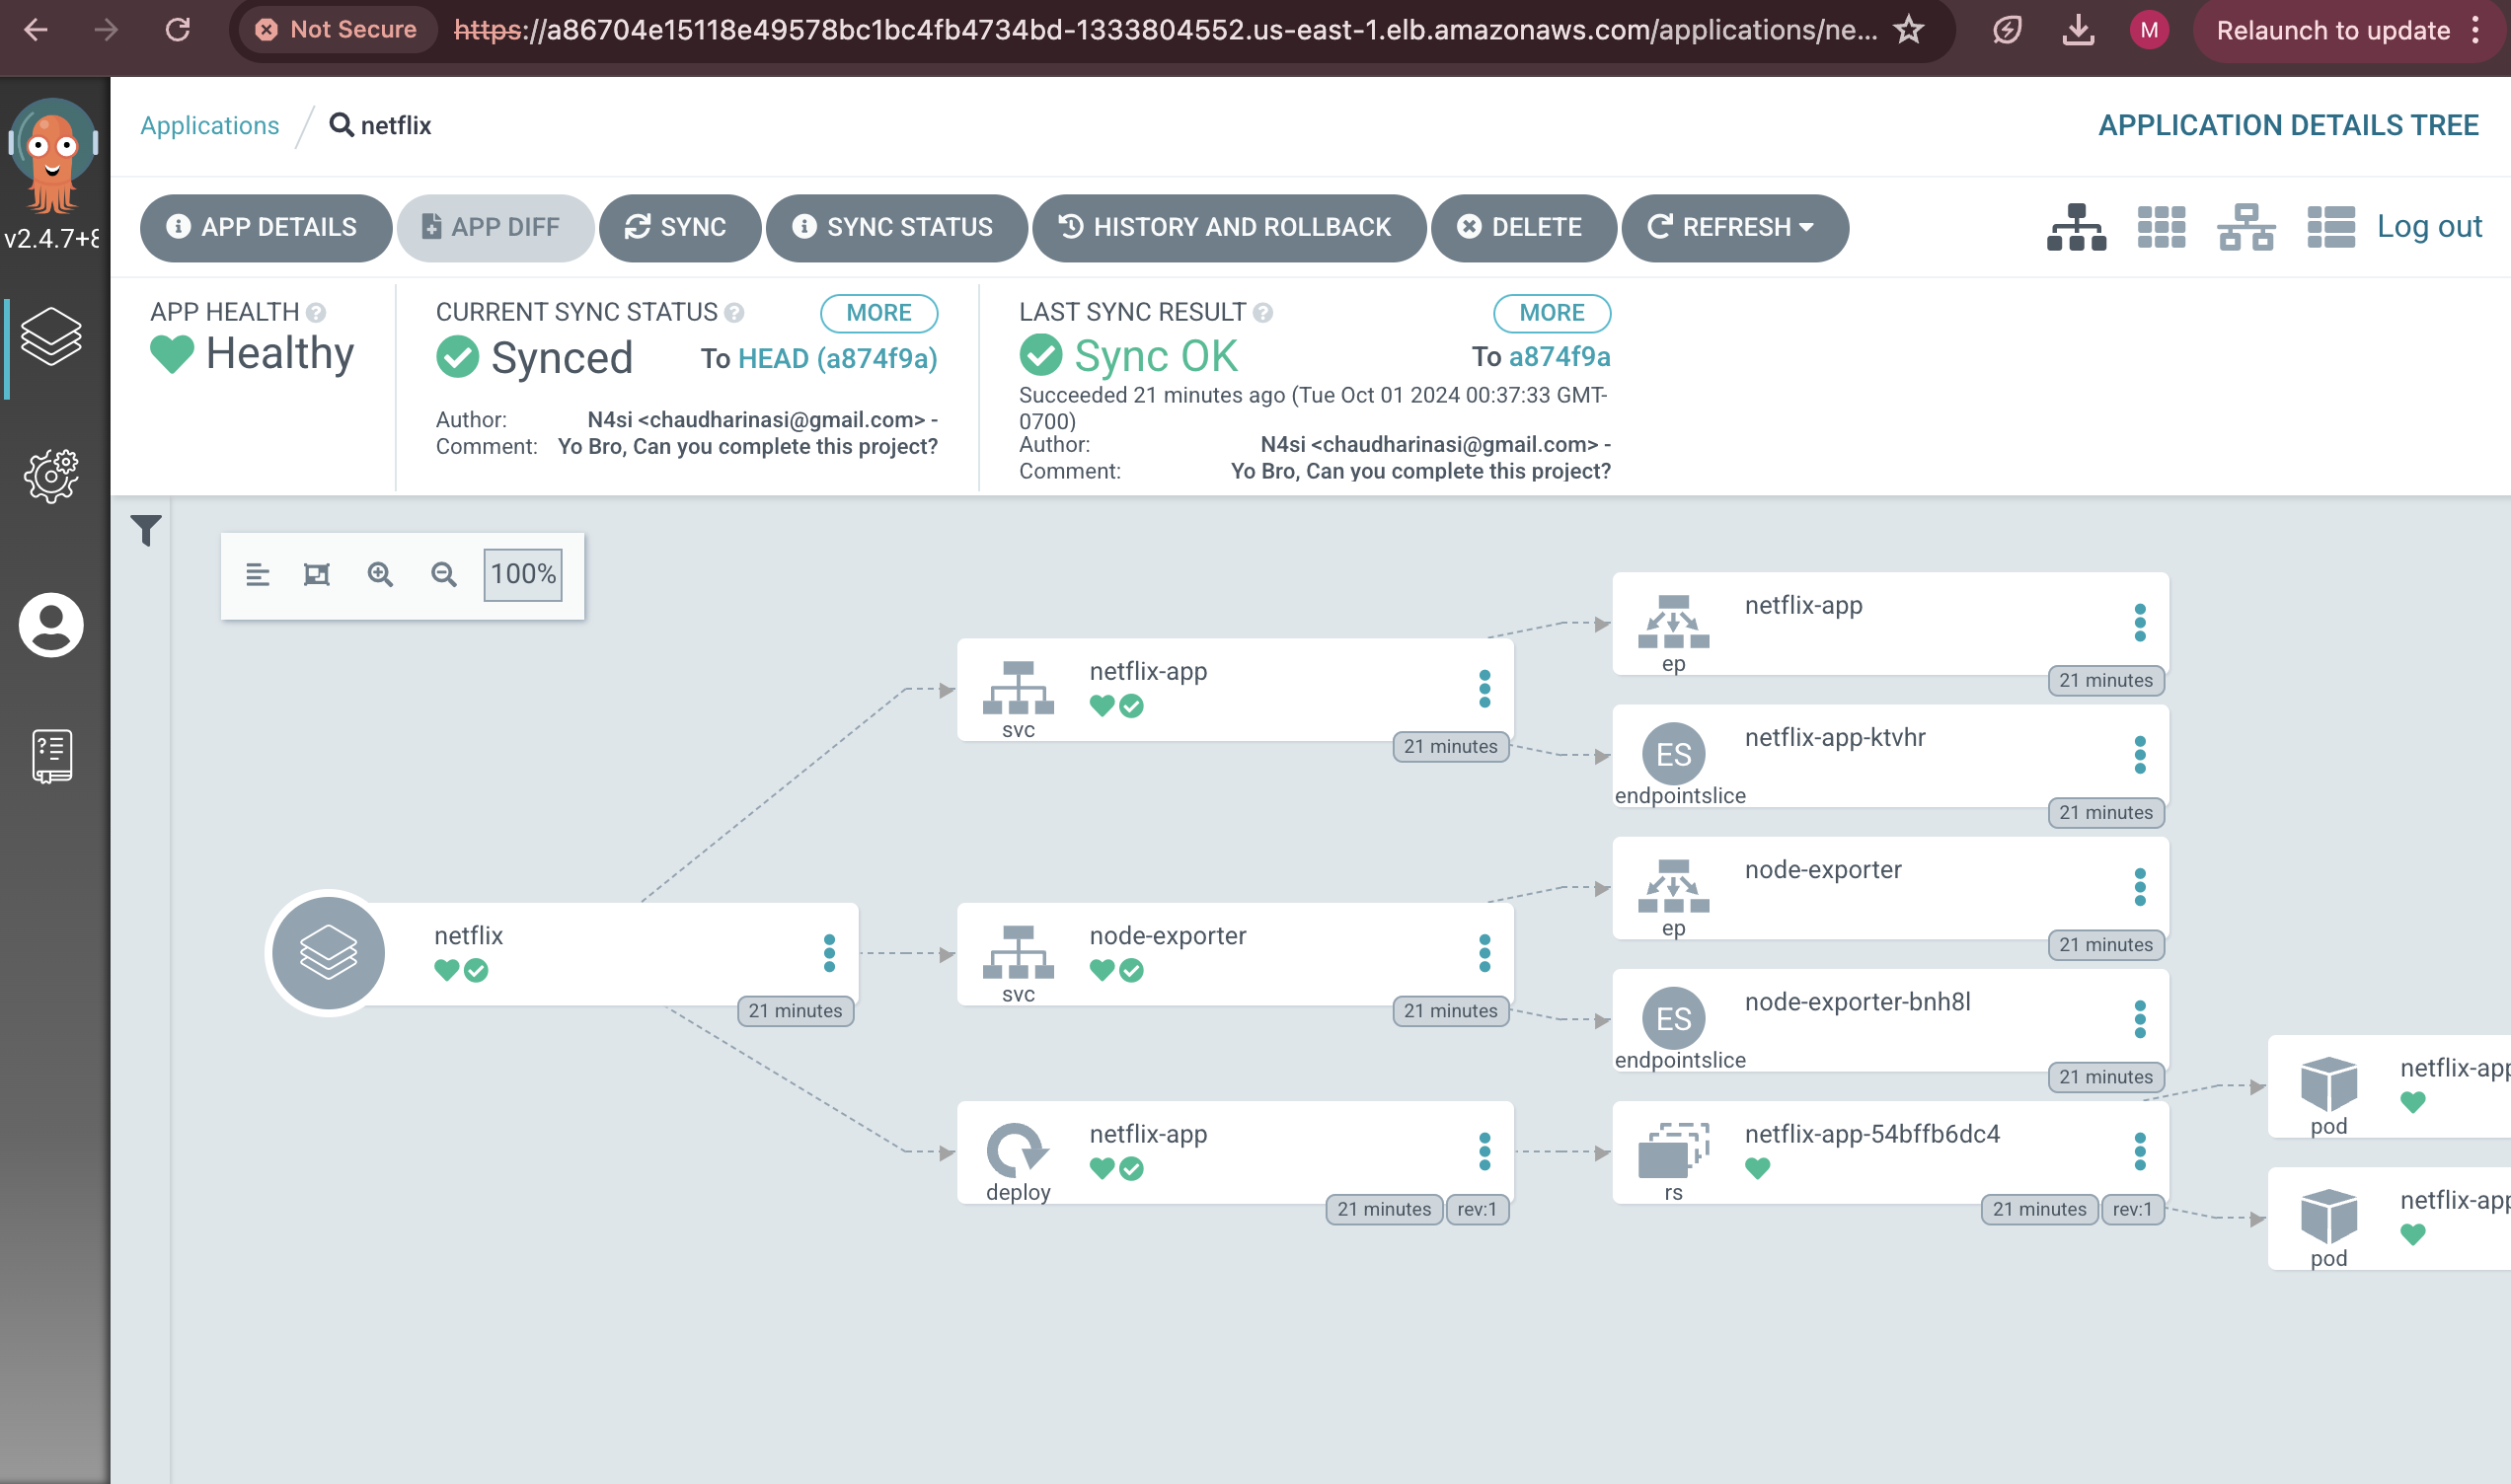 Not Secure
https://a86704e15118e49578bc1bc4fb4734bd-1333804552.us-east-1.elb.amazonaws.com/applications/ne...
M
Relaunch to update
v2.4.7+8
Applications
netflix
APPLICATION DETAILS TREE
APP DETAILS
APP DIFF
SYNC
SYNC STATUS
HISTORY AND ROLLBACK
DELETE
REFRESH
Log out
APP HEALTH
Healthy
CURRENT SYNC STATUS
MORE
Synced
To HEAD (a874f9a)
Author: N4si <chaudharinasi@gmail.com> -
Comment: Yo Bro, Can you complete this project?
LAST SYNC RESULT
MORE
Sync OK
To a874f9a
Succeeded 21 minutes ago (Tue Oct 01 2024 00:37:33 GMT-
0700)
Author: N4si <chaudharinasi@gmail.com> -
Comment: Yo Bro, Can you complete this project?
100%
netflix
21 minutes
netflix-app
svc
21 minutes
node-exporter
svc
21 minutes
netflix-app
deploy
21 minutes
rev:1
netflix-app
ep
21 minutes
ES
netflix-app-ktvhr
endpointslice
21 minutes
node-exporter
ep
21 minutes
ES
node-exporter-bnh8l
endpointslice
21 minutes
netflix-app-54bffb6dc4
rs
21 minutes
rev:1
netflix-app
pod
netflix-app
pod